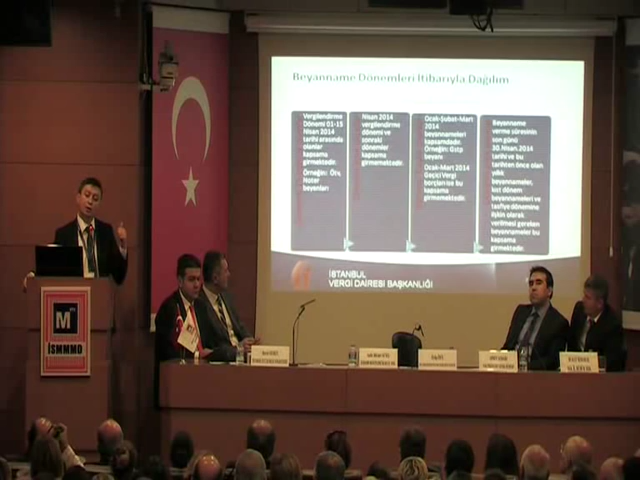 Beyanname Dönemleri İtibarıyla Dağılım
Vergilendirme
Dönemi 01-15
Nisan 2014
tarihi arasında
olanlar
kapsama
girmektedir.
Örneğin: Ötv,
Noter
beyanları
Nisan 2014
vergilendirme
dönemi ve
sonraki
dönemler
kapsama
girmemektedir.
Ocak-Şubat-Mart
2014
beyannameleri
kapsamdadır.
Örneğin: Gstp
beyanı
Ocak-Mart 2014
Geçici Vergi
borçları ise bu
kapsama
girmemektedir.
Beyanname
verme süresinin
son günü
30.Nisan.2014
tarihi ve bu
tarihten önce olan
yıllık
beyannameler,
kist dönem
beyannameleri ve
tasfiye dönemine
ilişkin olarak
verilmesi gereken
beyannameler bu
kapsama
girmektedir.
İSTANBUL
VERGİ DAİRESİ BAŞKANLIĞI
M
İSMMMO